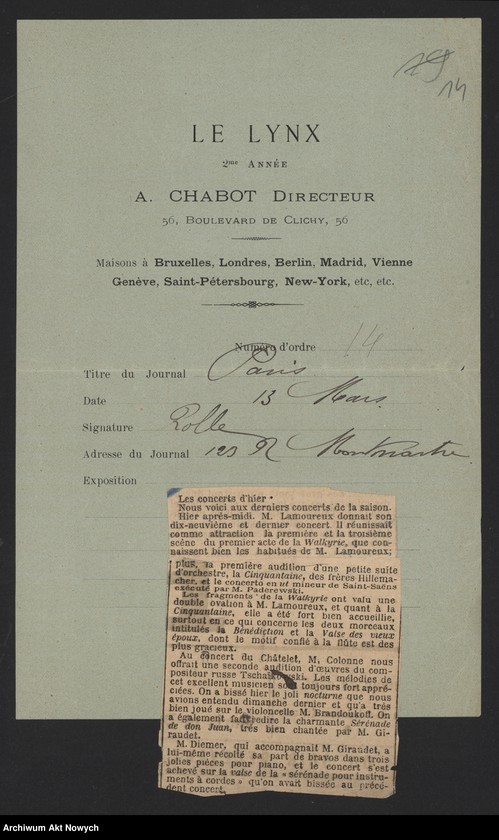 14
LE LYNX
2me ANNÉE
A. CHABOT DIRECTEUR
56, BOULEVARD DE CLICHY, 56
Maisons à Bruxelles, Londres, Berlin, Madrid, Vienne
Genève, Saint-Pétersbourg, New-York, etc, etc.
Numéro d'ordre 14
Titre du Journal Paris
Date 13 Mars
Signature
Adresse du Journal 123 R Montmartre
Exposition
Les concerts d'hier
Nous voici aux derniers concerts de la saison.
Hier après-midi. M. Lamoureux donnait son
dix-neuvième et dernier concert Il réunissait
comme attraction la première et la troisième
scène du premier acte de la Walkyrie, que con-
naissent bien les habitués de M. Lamoureux;
plus, la première audition d'une petite suite
d'orchestre, la Cinquantaine, des frères Hillema-
cher, et le concerto en ut mineur de Saint-Saëns
exécuté par M. Paderewski.
Les fragments de la Walkyrie ont valu une
double ovation à M. Lamoureux, et quant à la
Cinquantaine, elle a été fort bien accueillie,
surtout en ce qui concerne les deux morceaux
intitulés la Bénédiction et la Valse des vieux
époux, dont le motif confié à la flûte est des
plus gracieux.
Au concert du Châtelet, M, Colonne nous
offrait une seconde audition d'œuvres du com-
positeur russe Tschaïkowski. Les mélodies de
cet excellent musicien sont toujours fort appré-
ciées. On a bissé hier le joli nocturne que nous
avions entendu dimanche dernier et qu'a très
bien joué sur le violoncelle M. Brandoukoff. On
a également fait redire la charmante Sérénade
de don Juan, très bien chantée par M. Gi-
raudet.
M. Diemer, qui accompagnait M. Giraudet, a
lui-même récolté sa part de bravos dans trois
jolies pièces pour piano, et le concert s'est
achevé sur la valse de la « sérénade pour instru-
ments à cordes » qu'on avait bissée au précé-
dent concert.
Archiwum Akt Nowych